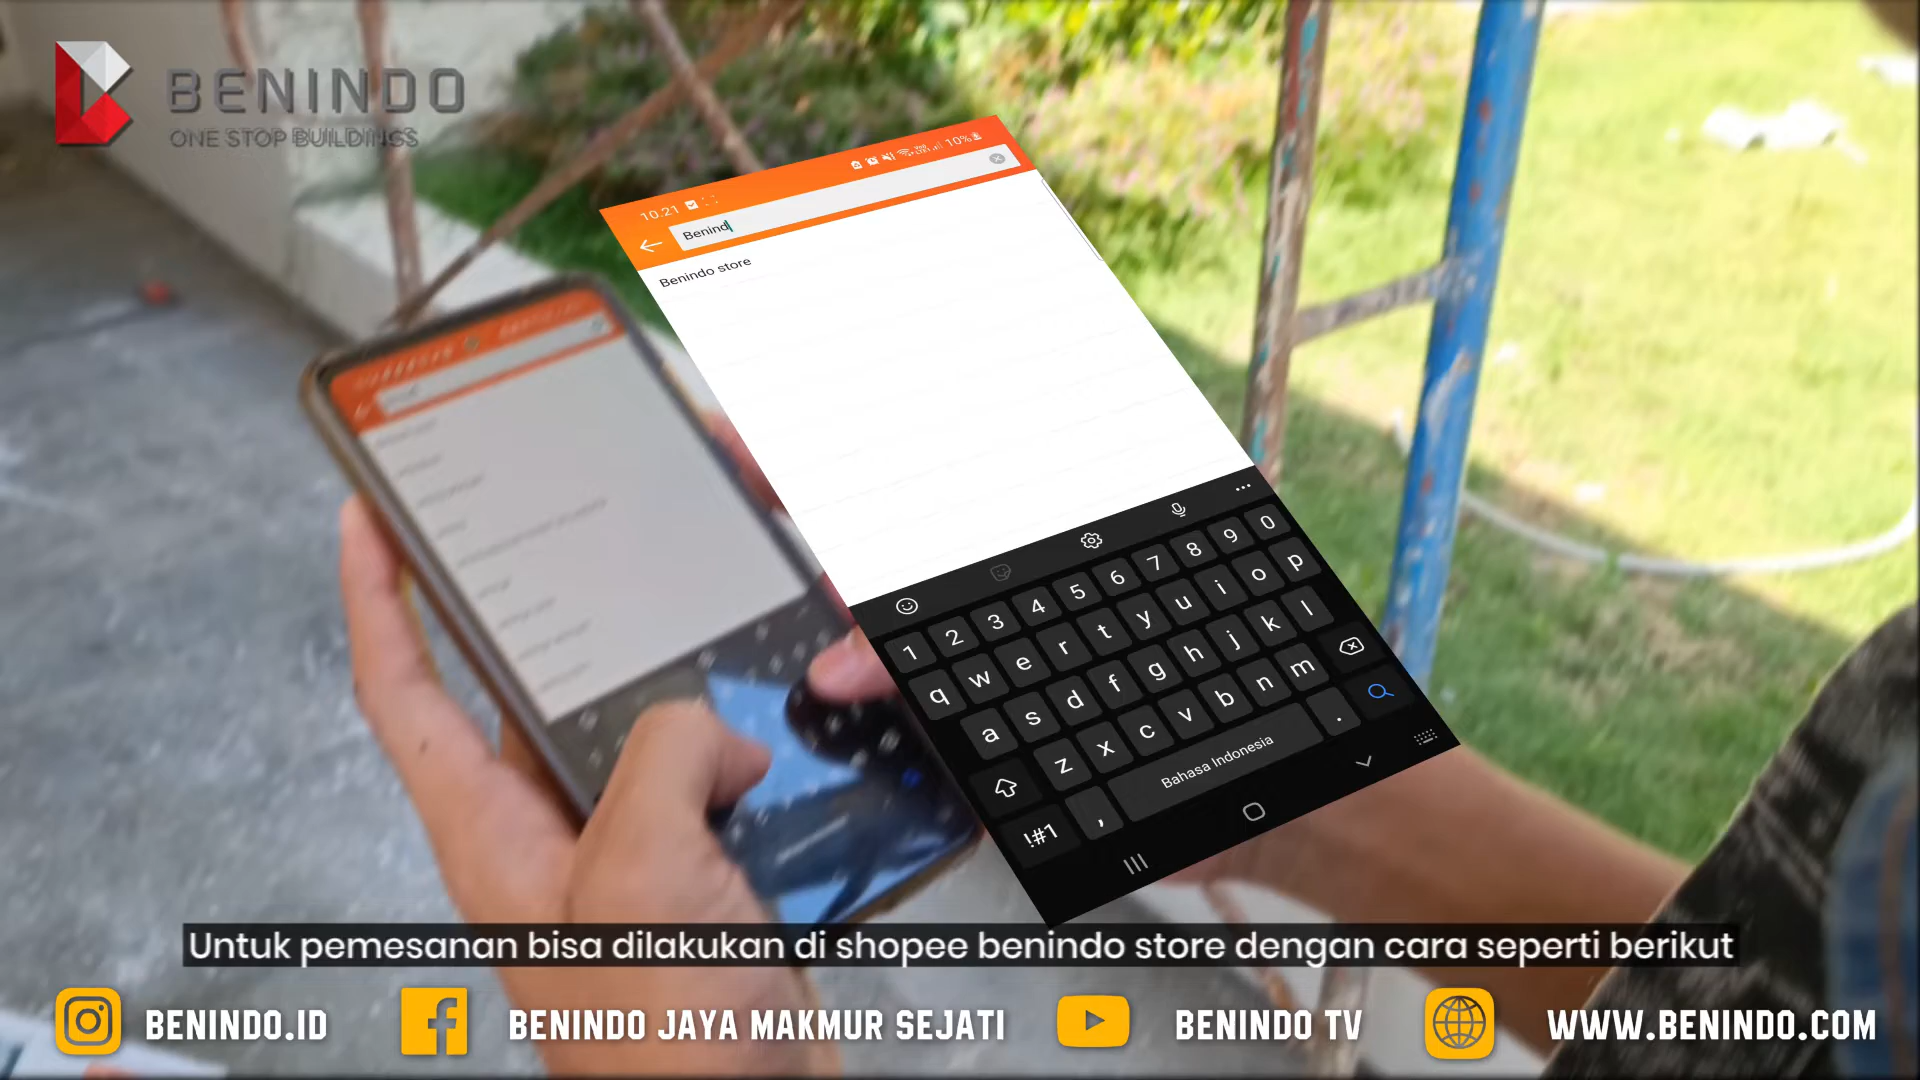 BENINDO
ONE STOP BUILDINGS
10.21
10%
Benind
Benindo store
1 2 3 4 5 6 7 8 9 0
q w e r t y u i o p
a s d f g h j k l
z x c v b n m
!#1 , Bahasa Indonesia .
Untuk pemesanan bisa dilakukan di shopee benindo store dengan cara seperti berikut
BENINDO.ID
BENINDO JAYA MAKMUR SEJATI
BENINDO TV
WWW.BENINDO.COM